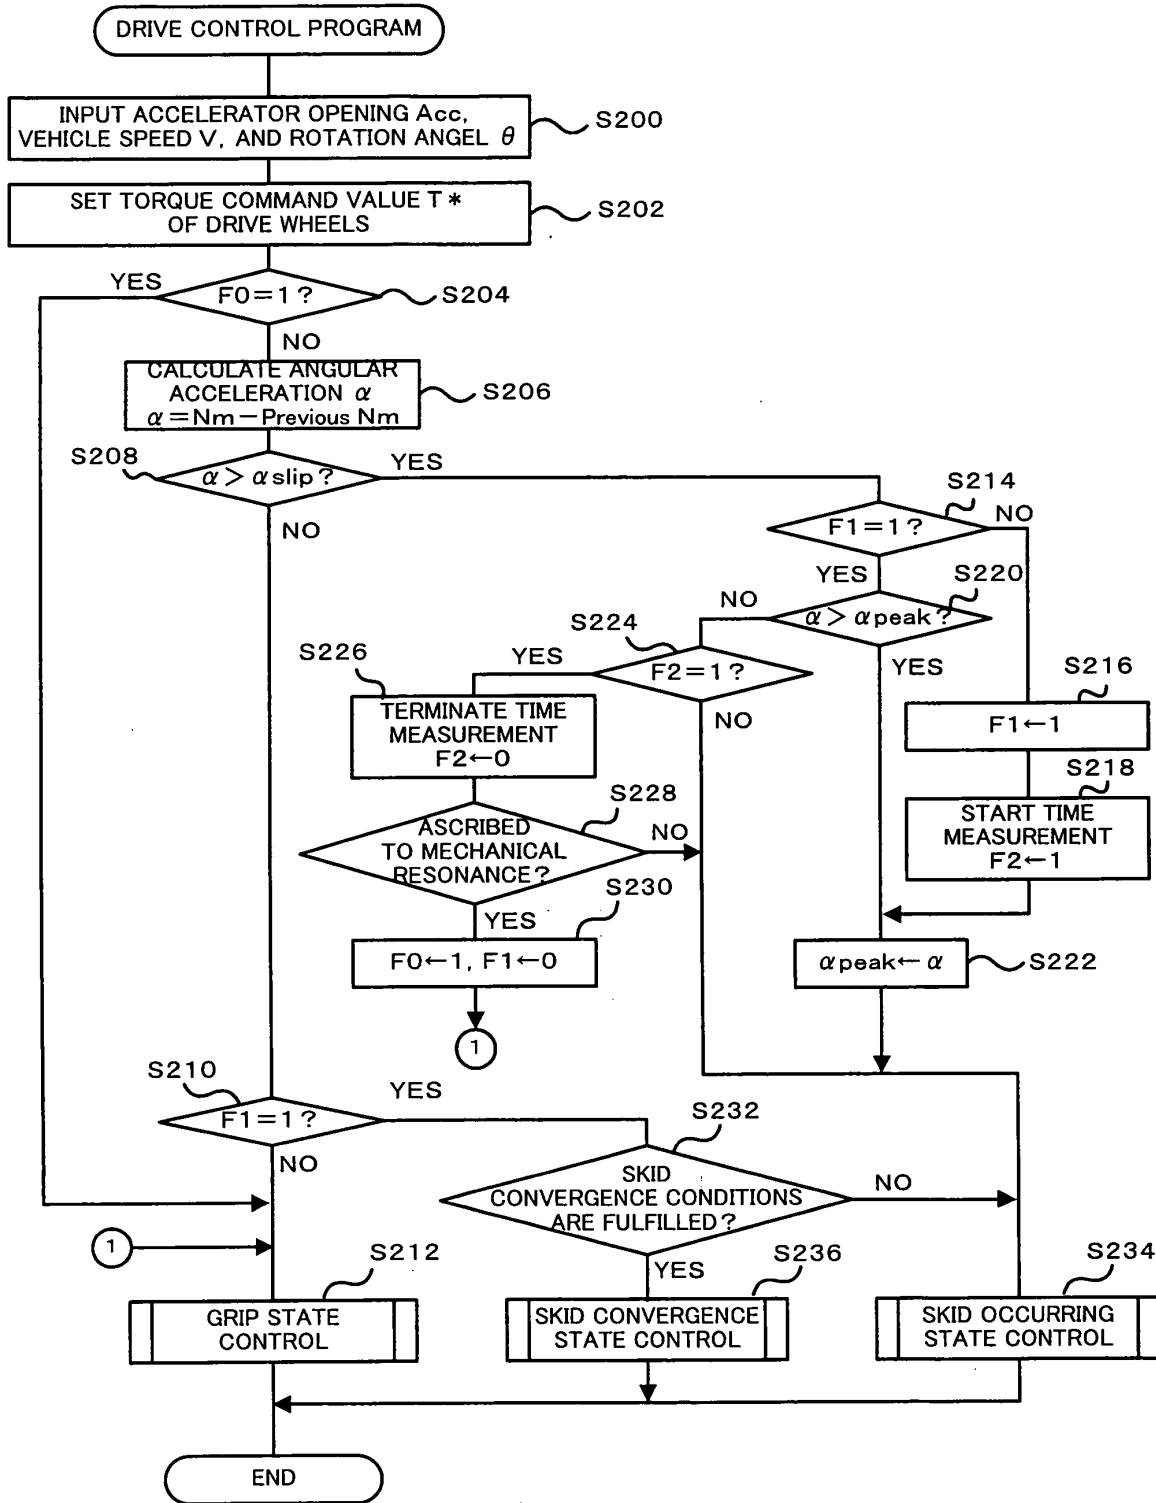 DRIVE CONTROL PROGRAM
INPUT ACCELERATOR OPENING Acc,
VEHICLE SPEED V, AND ROTATION ANGEL θ
S200
SET TORQUE COMMAND VALUE T*
OF DRIVE WHEELS
S202
YES
F0=1?
S204
NO
CALCULATE ANGULAR
ACCELERATION α
α=Nm−Previous Nm
S206
S208
α>αslip?
YES
NO
S214
F1=1?
NO
YES
S220
NO
α>αpeak?
YES
S224
YES
F2=1?
NO
S226
TERMINATE TIME
MEASUREMENT
F2←0
S216
F1←1
S218
START TIME
MEASUREMENT
F2←1
S228
ASCRIBED
TO MECHANICAL
RESONANCE?
NO
YES
S230
F0←1, F1←0
1
αpeak←α
S222
S210
F1=1?
YES
NO
S232
SKID
CONVERGENCE CONDITIONS
ARE FULFILLED?
NO
YES
1
S212
GRIP STATE
CONTROL
S236
SKID CONVERGENCE
STATE CONTROL
S234
SKID OCCURRING
STATE CONTROL
END